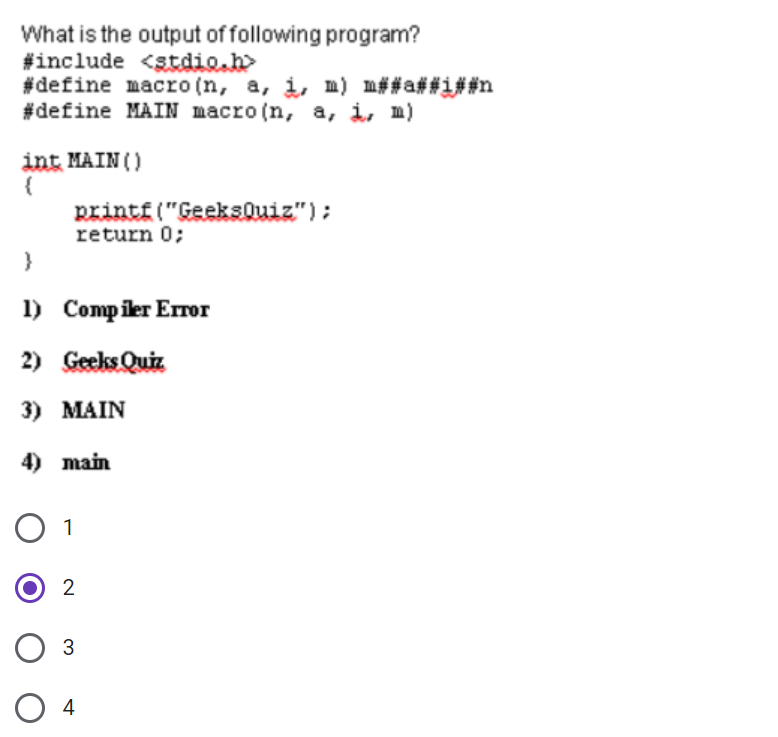 What is the output of following program?
#include <stdio.h>
#define macro(n, a, i, m) m##a##i##n
#define MAIN macro(n, a, i, m)
int MAIN()
{
printf("GeeksQuiz");
return 0;
}
1) Compiler Error
2) GeeksQuiz
3) MAIN
4) main
1
2
3
4